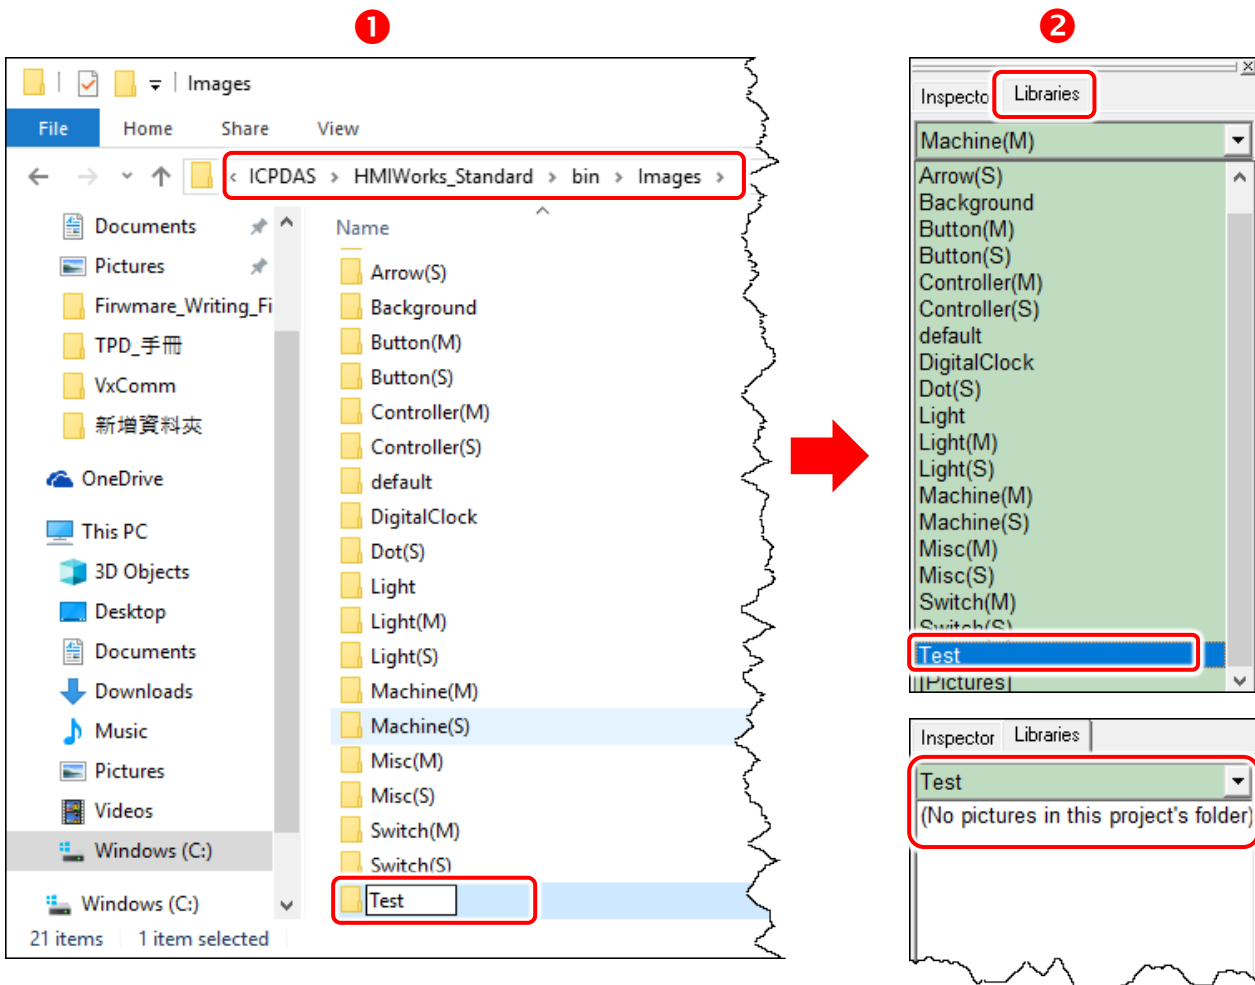 1
2
Images
File Home Share View
ICPDAS > HMIWorks_Standard > bin > Images >
Documents
Pictures
Firwmare_Writing_Fi
TPD_手冊
VxComm
新增資料夾
OneDrive
This PC
3D Objects
Desktop
Documents
Downloads
Music
Pictures
Videos
Windows (C:)
Windows (C:)
21 items 1 item selected
Name
Arrow(S)
Background
Button(M)
Button(S)
Controller(M)
Controller(S)
default
DigitalClock
Dot(S)
Light
Light(M)
Light(S)
Machine(M)
Machine(S)
Misc(M)
Misc(S)
Switch(M)
Switch(S)
Test
Inspecto Libraries
Machine(M)
Arrow(S)
Background
Button(M)
Button(S)
Controller(M)
Controller(S)
default
DigitalClock
Dot(S)
Light
Light(M)
Light(S)
Machine(M)
Machine(S)
Misc(M)
Misc(S)
Switch(M)
Switch(S)
Test
[Pictures]
Inspector Libraries
Test
(No pictures in this project's folder)